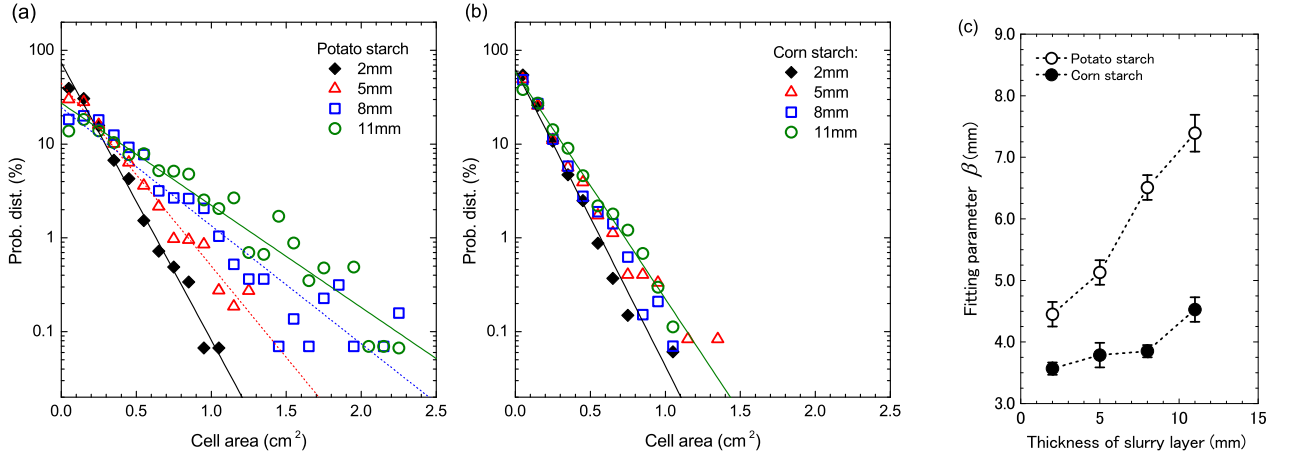 (a)
Potato starch
2mm
5mm
8mm
11mm
100
10
1
0.1
Prob. dist. (%)
0.0 0.5 1.0 1.5 2.0 2.5
Cell area (cm²)
(b)
Corn starch:
2mm
5mm
8mm
11mm
100
10
1
0.1
Prob. dist. (%)
0.0 0.5 1.0 1.5 2.0 2.5
Cell area (cm²)
(c)
Potato starch
Corn starch
9.0
8.0
7.0
6.0
5.0
4.0
3.0
Fitting parameter β (mm)
0 5 10 15
Thickness of slurry layer (mm)